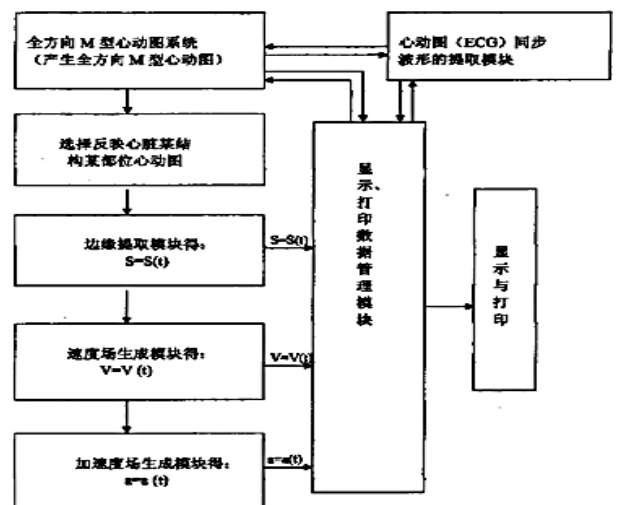 全方向 M 型心动图系统
（产生全方向 M 型心动图）
心动图（ECG）同步
波形的提取模块
选择反映心脏某结
构某部位心动图
边缘提取模块得：
S=S(t)
S=S(t)
速度场生成模块得：
V=V (t)
V=V(t)
加速度场生成模块得：
a=a (t)
a=a(t)
显
示、
打
印
数
据
管
理
模
块
显
示
与
打
印